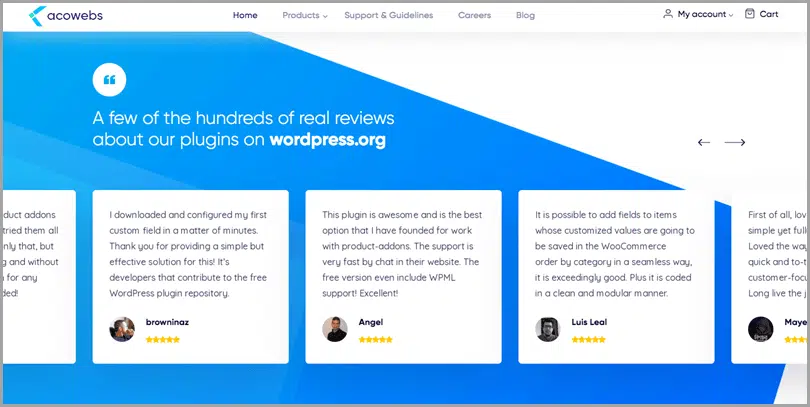 acowebs
Home
Products
Support & Guidelines
Careers
Blog
My account
Cart
A few of the hundreds of real reviews
about our plugins on wordpress.org
duct addons
tried them all
only that, but
g and without
for any
ded!
I downloaded and configured my first
custom field in a matter of minutes.
Thank you for providing a simple but
effective solution for this! It's
developers that contribute to the free
WordPress plugin repository.
browninaz
This plugin is awesome and is the best
option that I have founded for work
with product-addons. The support is
very fast by chat in their website. The
free version even include WPML
support! Excellent!
Angel
It is possible to add fields to items
whose customized values are going to
be saved in the WooCommerce
order by category in a seamless way,
it is exceedingly good. Plus it is coded
in a clean and modular manner.
Luis Leal
First of all, lov
simple yet full
Loved the way
quick and to-t
customer-focu
Long live the
Maye